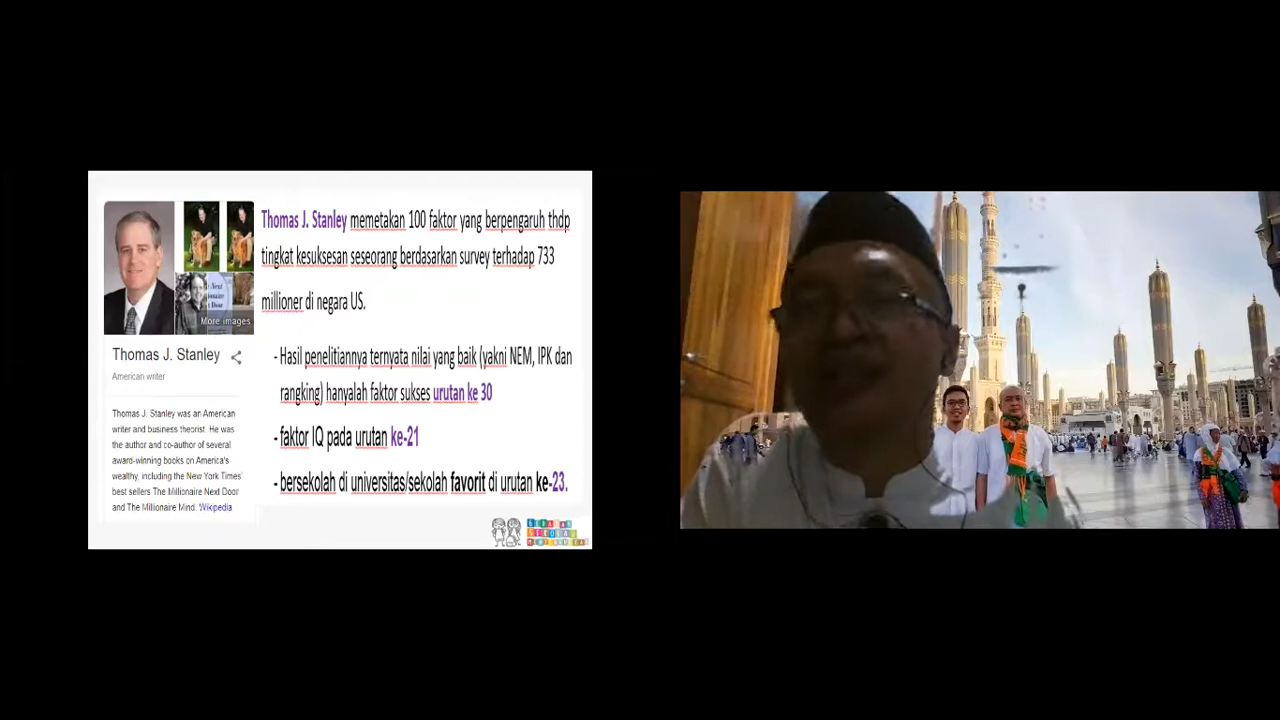 Thomas J. Stanley memetakan 100 faktor yang berpengaruh thdp
tingkat kesuksesan seseorang berdasarkan survey terhadap 733
millioner di negara US.
- Hasil penelitiannya ternyata nilai yang baik (yakni NEM, IPK dan
rangking) hanyalah faktor sukses urutan ke 30
- faktor IQ pada urutan ke-21
- bersekolah di universitas/sekolah favorit di urutan ke-23.
More images
Thomas J. Stanley
American writer
Thomas J. Stanley was an American
writer and business theorist. He was
the author and co-author of several
award-winning books on America's
wealthy, including the New York Times'
best sellers The Millionaire Next Door
and The Millionaire Mind. Wikipedia